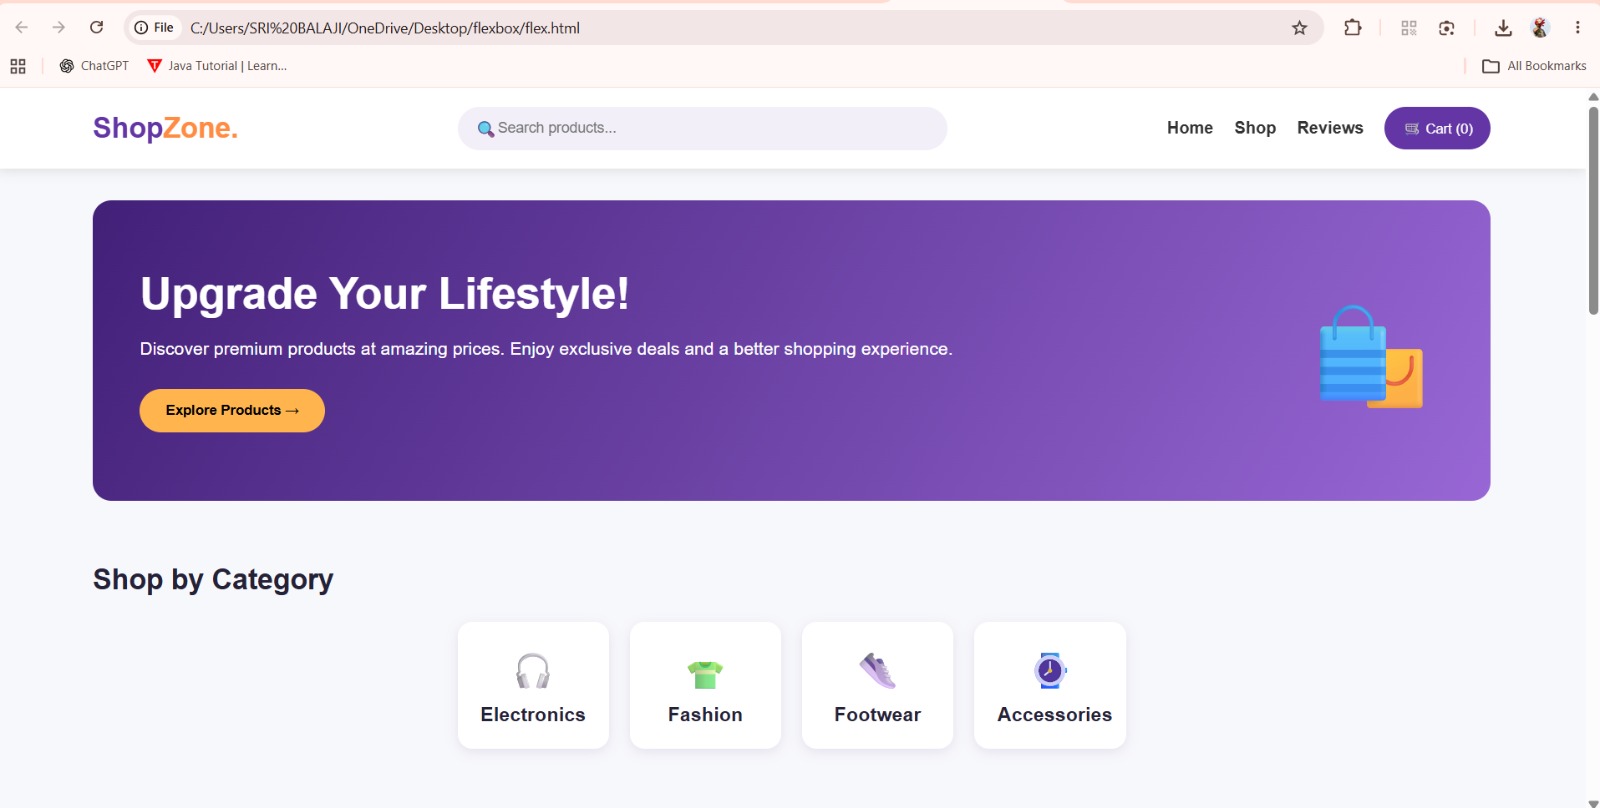 File C:/Users/SRI%20BALAJI/OneDrive/Desktop/flexbox/flex.html
ChatGPT Java Tutorial | Learn... All Bookmarks
ShopZone. Search products... Home Shop Reviews Cart (0)
Upgrade Your Lifestyle!
Discover premium products at amazing prices. Enjoy exclusive deals and a better shopping experience.
Explore Products →
Shop by Category
Electronics Fashion Footwear Accessories